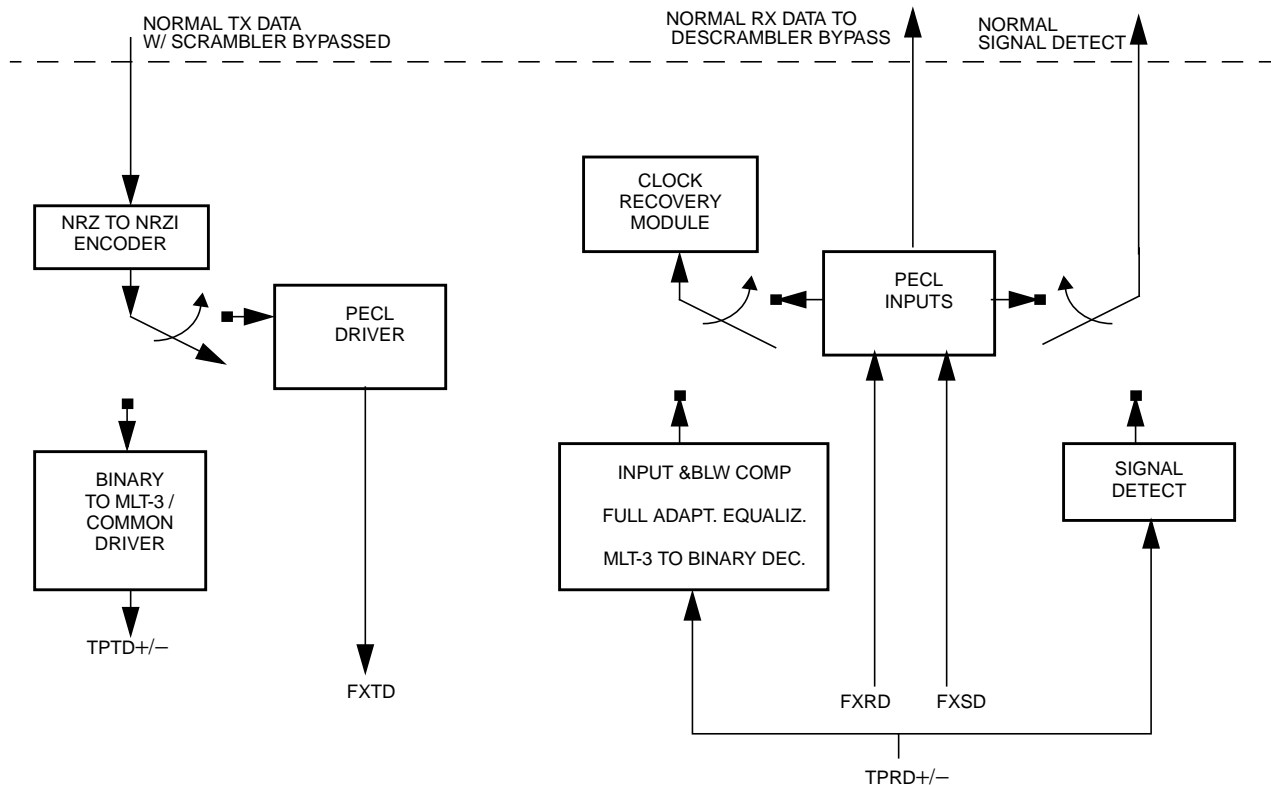 NORMAL TX DATA
W/ SCRAMBLER BYPASSED
NORMAL RX DATA TO
DESCRAMBLER BYPASS
NORMAL
SIGNAL DETECT
NRZ TO NRZI
ENCODER
PECL
DRIVER
BINARY
TO MLT-3 /
COMMON
DRIVER
TPTD+/−
FXTD
CLOCK
RECOVERY
MODULE
PECL
INPUTS
INPUT &BLW COMP
FULL ADAPT. EQUALIZ.
MLT-3 TO BINARY DEC.
SIGNAL
DETECT
FXRD
FXSD
TPRD+/−